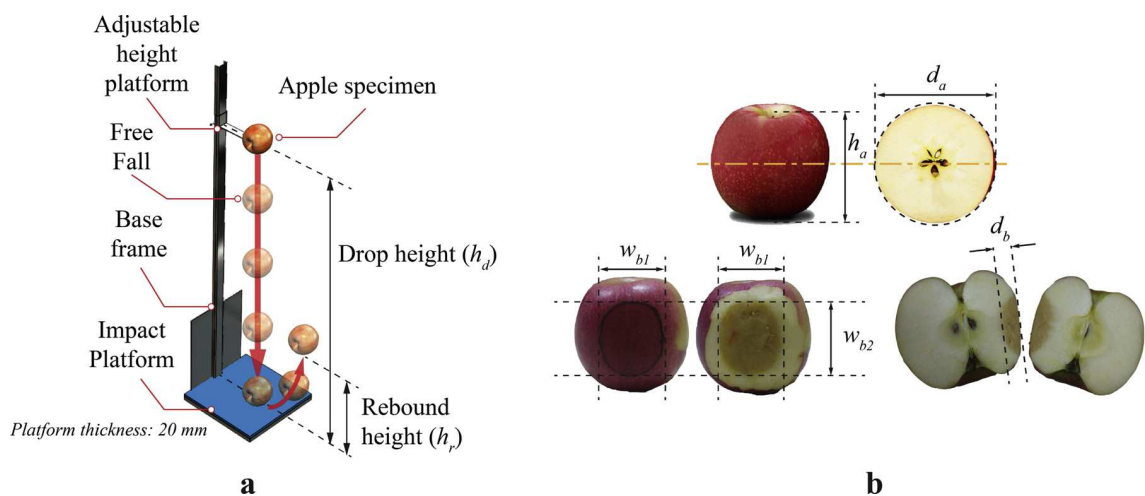 Adjustable
height
platform
Apple specimen
Free
Fall
Base
frame
Drop height (h_d)
Impact
Platform
Rebound
height (h_r)
Platform thickness: 20 mm
a
d_a
h_a
d_b
w_b1
w_b1
w_b2
b